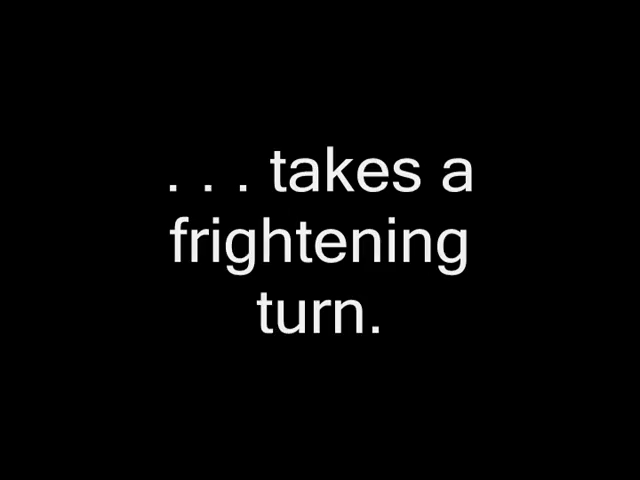 . . . takes a
frightening
turn.